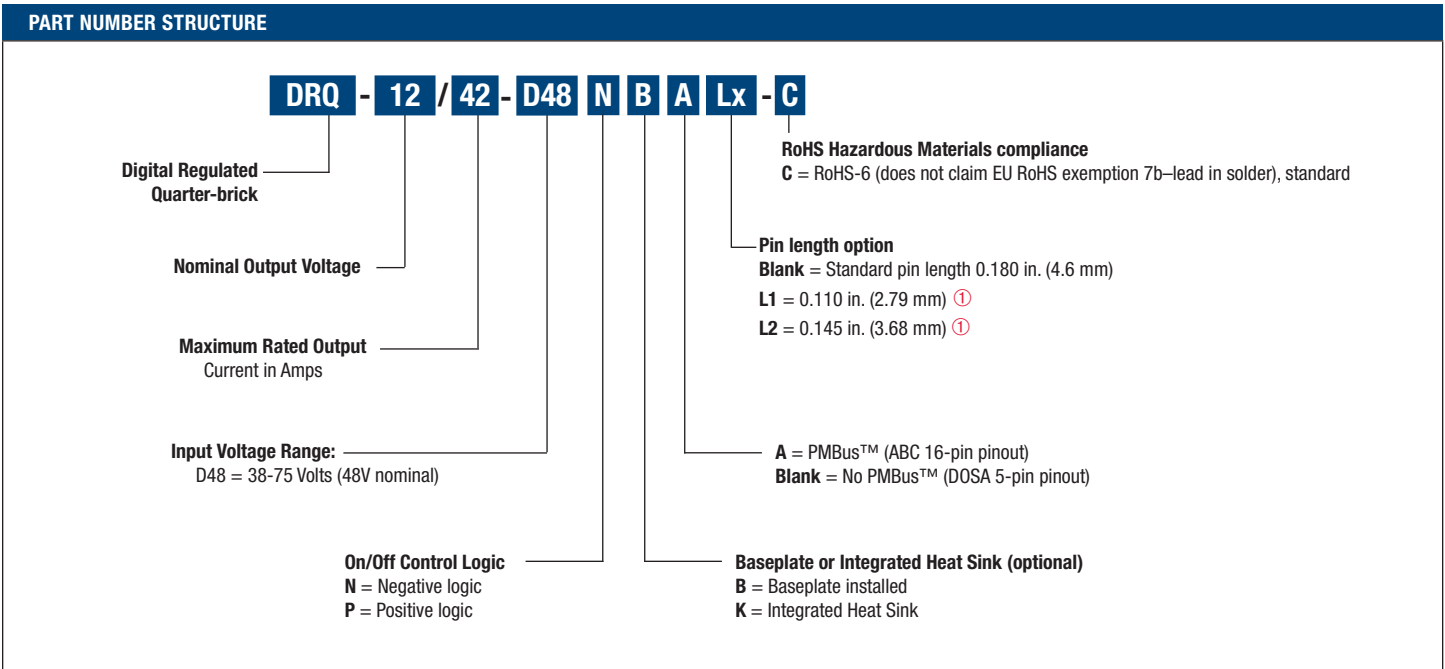 PART NUMBER STRUCTURE
DRQ - 12 / 42 - D48 N B A Lx - C
RoHS Hazardous Materials compliance
C = RoHS-6 (does not claim EU RoHS exemption 7b–lead in solder), standard
Digital Regulated
Quarter-brick
Pin length option
Blank = Standard pin length 0.180 in. (4.6 mm)
L1 = 0.110 in. (2.79 mm) ①
L2 = 0.145 in. (3.68 mm) ①
Nominal Output Voltage
Maximum Rated Output
Current in Amps
Input Voltage Range:
D48 = 38-75 Volts (48V nominal)
A = PMBus™ (ABC 16-pin pinout)
Blank = No PMBus™ (DOSA 5-pin pinout)
On/Off Control Logic
N = Negative logic
P = Positive logic
Baseplate or Integrated Heat Sink (optional)
B = Baseplate installed
K = Integrated Heat Sink